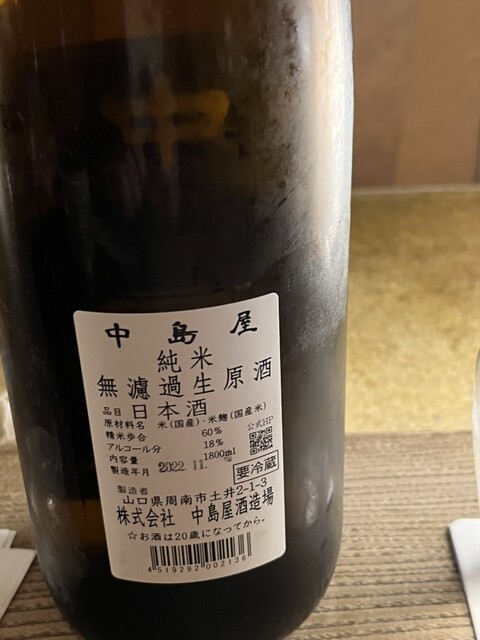 中
中島屋
純米
無濾過生原酒
品目 日本酒
原材料名 米(国産)・米麹(国産米)
精米歩合 60% 公式HP
アルコール分 18%
内容量 1800ml
製造年月 2022.11. 要冷蔵
製造者
山口県周南市土井2-1-3
株式会社 中島屋酒造場
☆お酒は20歳になってから。
4519292002136